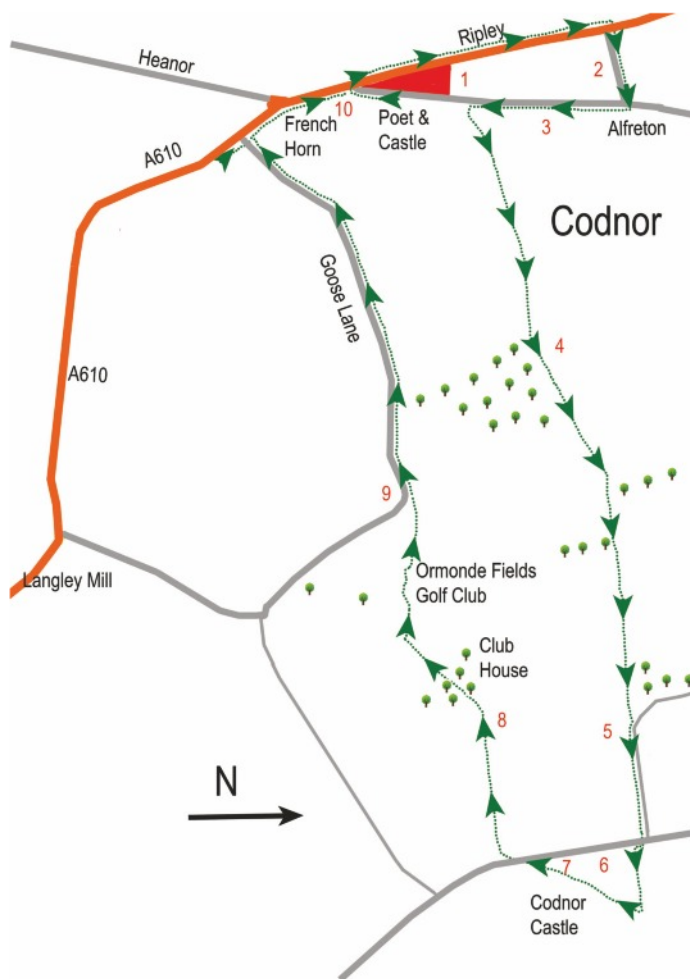 Heanor
Ripley
1
2
10
French
Horn
Poet &
Castle
3
Alfreton
A610
Codnor
Goose Lane
4
A610
9
Ormonde Fields
Golf Club
Langley Mill
Club
House
8
5
N
7
6
Codnor
Castle